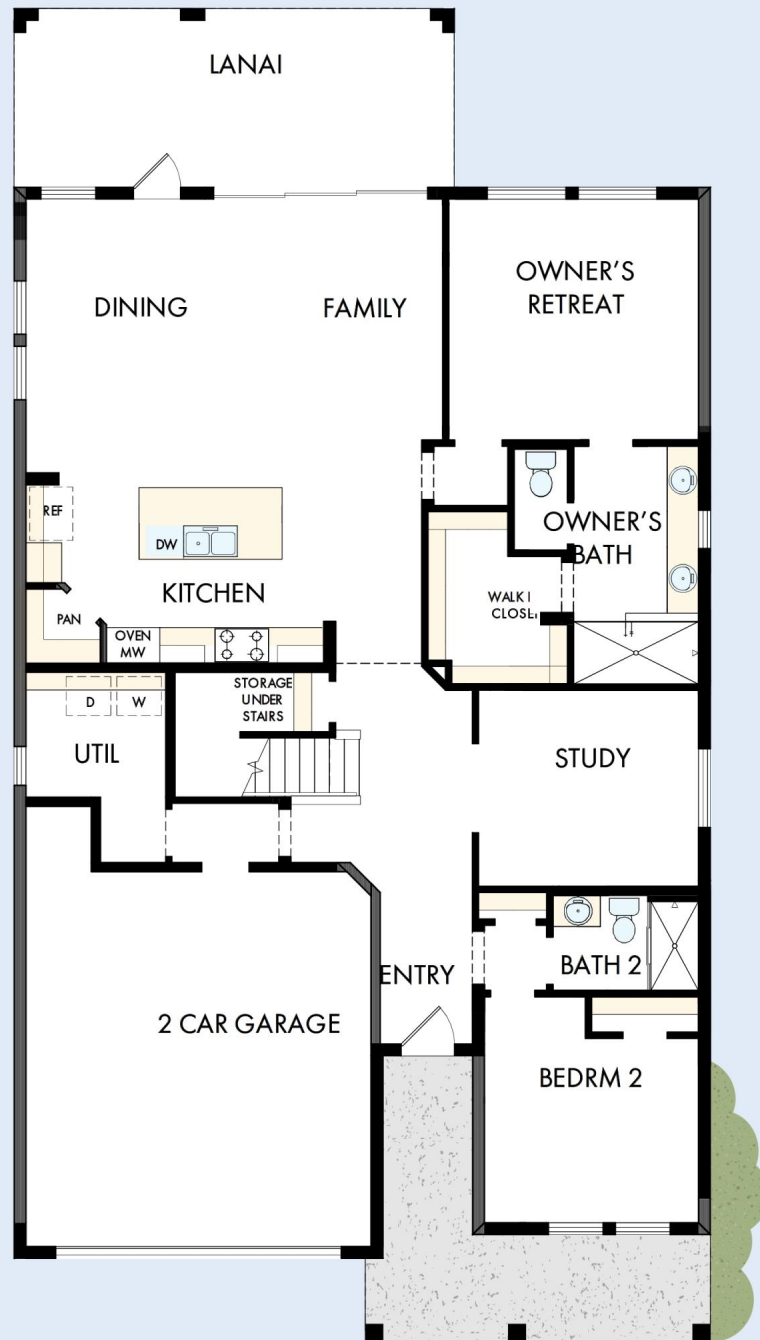 LANAI
OWNER'S
RETREAT
DINING
FAMILY
REF
DW
OWNER'S
BATH
KITCHEN
WALK I
CLOSE
PAN
OVEN
MW
STORAGE
UNDER
STAIRS
D
W
UTIL
STUDY
BATH 2
ENTRY
2 CAR GARAGE
BEDRM 2